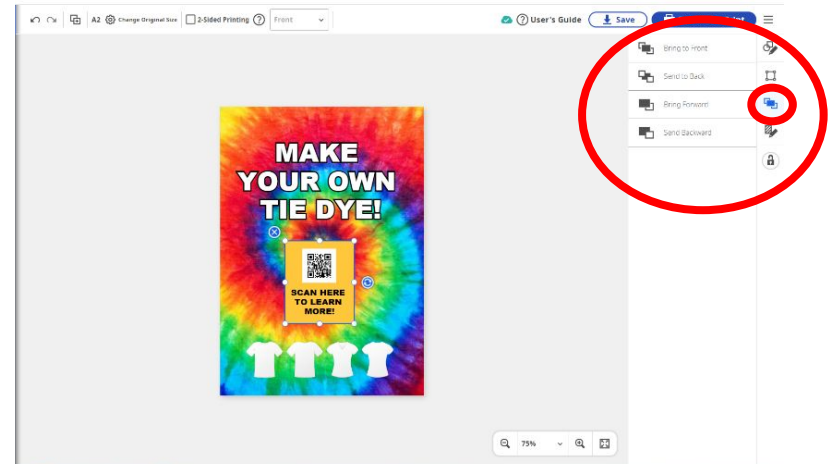 A2 Change Original Size 2-Sided Printing ? Front ? User's Guide Save
Bring to Front
Send to Back
Bring Forward
Send Backward
MAKE
YOUR OWN
TIE DYE!
SCAN HERE
TO LEARN
MORE!
75%